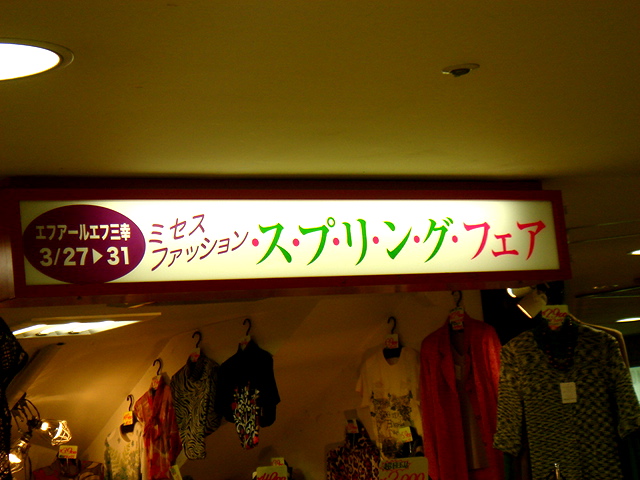 エフアールエフ三幸
3/27▶31
ミセス
ファッション・ス・プ・リ・ン・グ・フェア